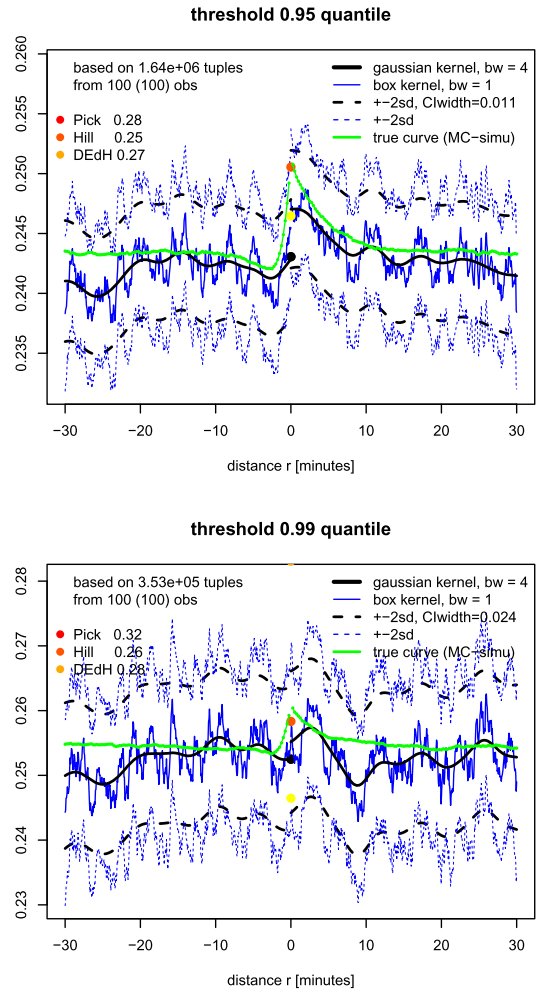 threshold 0.95 quantile
based on 1.64e+06 tuples
from 100 (100) obs
Pick 0.28
Hill 0.25
DEdH 0.27
gaussian kernel, bw = 4
box kernel, bw = 1
+−2sd, CIwidth=0.011
+−2sd
true curve (MC−simu)
0.260
0.255
0.250
0.245
0.240
0.235
−30 −20 −10 0 10 20 30
distance r [minutes]
threshold 0.99 quantile
based on 3.53e+05 tuples
from 100 (100) obs
Pick 0.32
Hill 0.26
DEdH 0.28
gaussian kernel, bw = 4
box kernel, bw = 1
+−2sd, CIwidth=0.024
+−2sd
true curve (MC−simu)
0.28
0.27
0.26
0.25
0.24
0.23
−30 −20 −10 0 10 20 30
distance r [minutes]